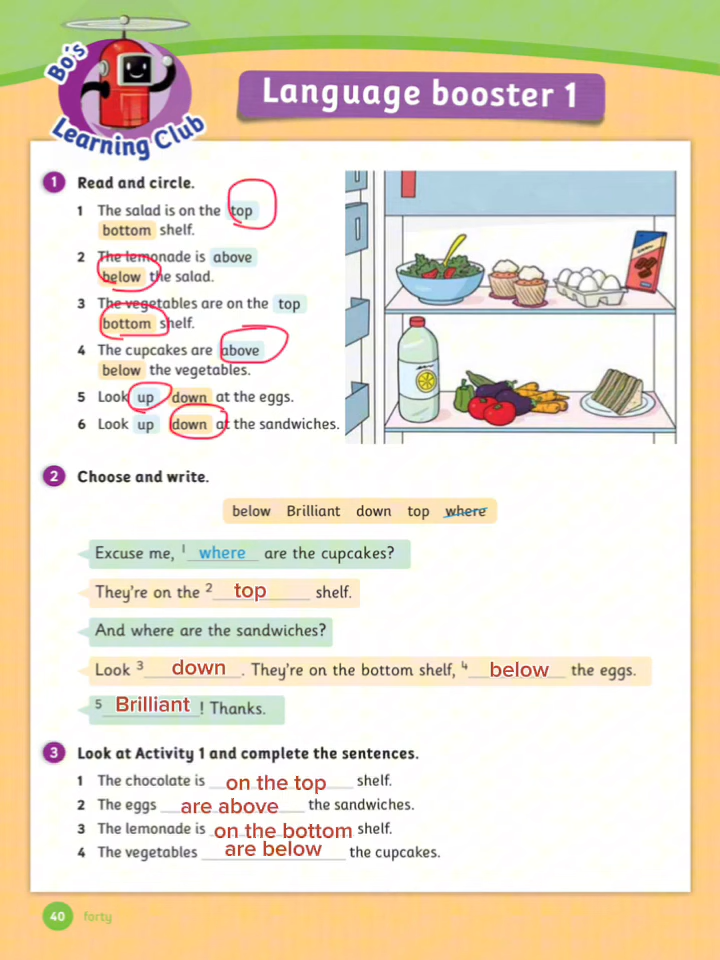 Bo's
Learning Club
Language booster 1
1 Read and circle.
1 The salad is on the top
bottom shelf.
2 The lemonade is above
below the salad.
3 The vegetables are on the top
bottom shelf.
4 The cupcakes are above
below the vegetables.
5 Look up down at the eggs.
6 Look up down at the sandwiches.
2 Choose and write.
below Brilliant down top where
Excuse me, 1 where are the cupcakes?
They're on the 2 top shelf.
And where are the sandwiches?
Look 3 down. They're on the bottom shelf, 4 below the eggs.
5 Brilliant! Thanks.
3 Look at Activity 1 and complete the sentences.
1 The chocolate is on the top shelf.
2 The eggs are above the sandwiches.
3 The lemonade is on the bottom shelf.
4 The vegetables are below the cupcakes.
40 forty